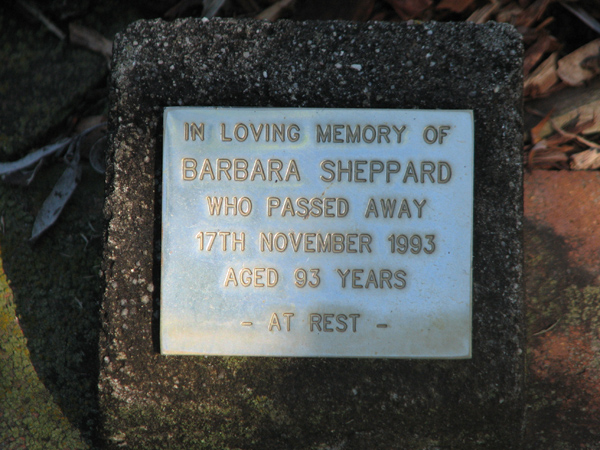 IN LOVING MEMORY OF
BARBARA SHEPPARD
WHO PASSED AWAY
17TH NOVEMBER 1993
AGED 93 YEARS
- AT REST -